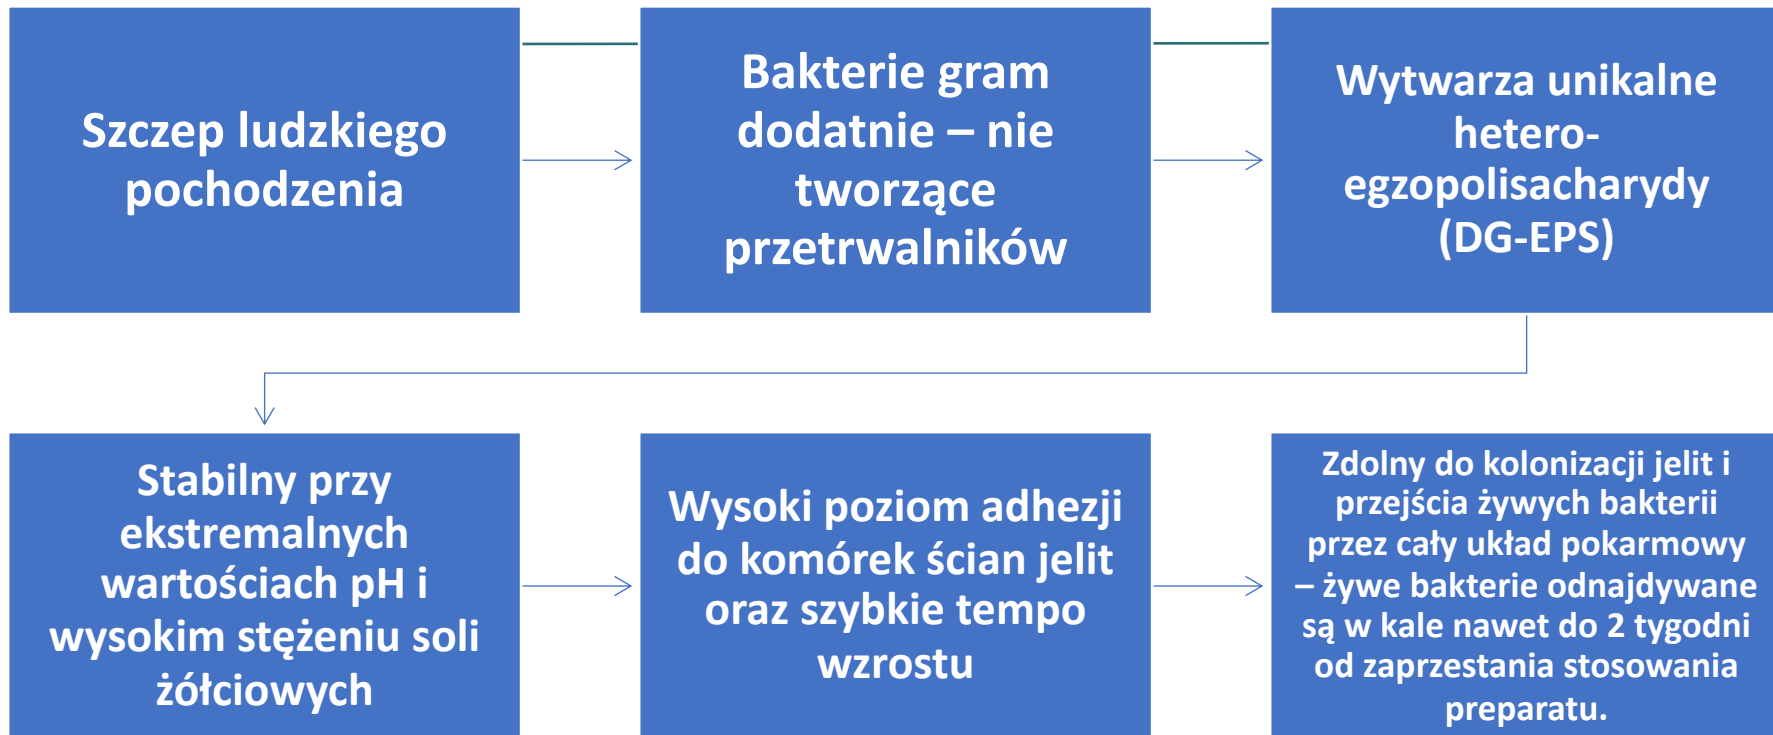 Szczep ludzkiego
pochodzenia
Bakterie gram
dodatnie – nie
tworzące
przetrwalników
Wytwarza unikalne
hetero-
egzopolisacharydy
(DG-EPS)
Stabilny przy
ekstremalnych
wartościach pH i
wysokim stężeniu soli
żółciowych
Wysoki poziom adhezji
do komórek ścian jelit
oraz szybkie tempo
wzrostu
Zdolny do kolonizacji jelit i
przejścia żywych bakterii
przez cały układ pokarmowy
– żywe bakterie odnajdywane
są w kale nawet do 2 tygodni
od zaprzestania stosowania
preparatu.